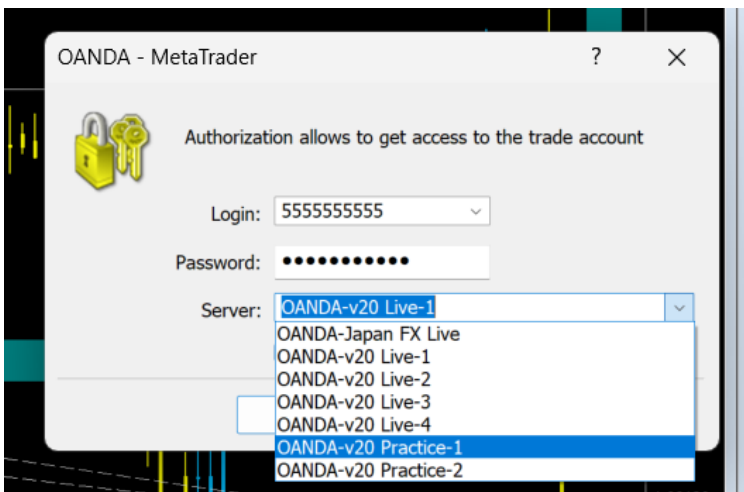 OANDA - MetaTrader ?
Authorization allows to get access to the trade account
Login: 5555555555
Password: ●●●●●●●●●●●
Server: OANDA-v20 Live-1
OANDA-Japan FX Live
OANDA-v20 Live-1
OANDA-v20 Live-2
OANDA-v20 Live-3
OANDA-v20 Live-4
OANDA-v20 Practice-1
OANDA-v20 Practice-2